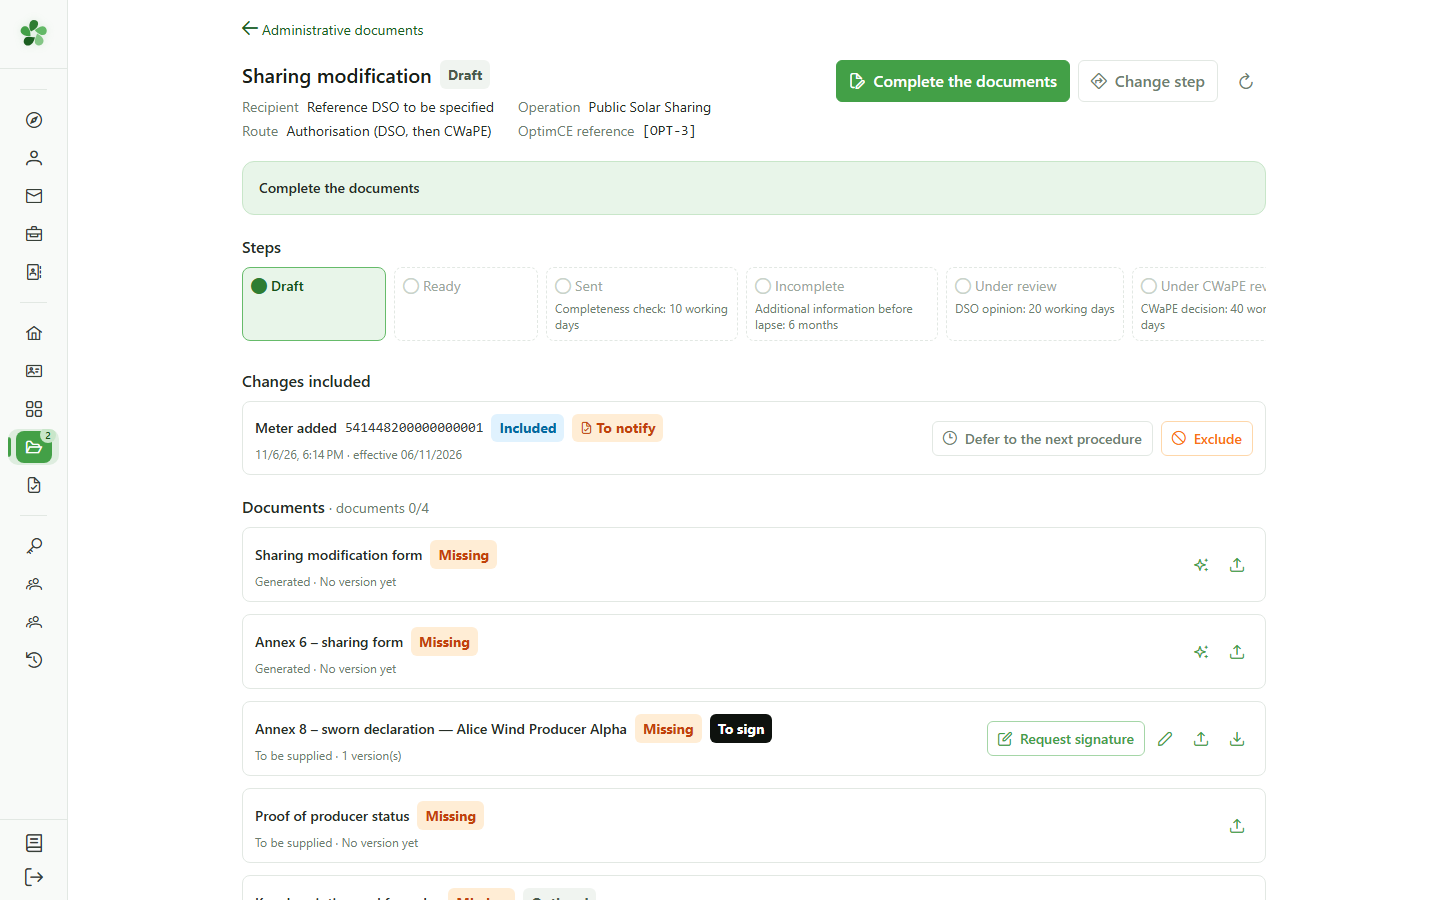 Administrative documents
Sharing modification Draft
Complete the documents
Change step
Recipient Reference DSO to be specified Operation Public Solar Sharing
Route Authorisation (DSO, then CWaPE) OptimCE reference [OPT-3]
Complete the documents
Steps
Draft
Ready
Sent
Completeness check: 10 working
days
Incomplete
Additional information before
lapse: 6 months
Under review
DSO opinion: 20 working days
Under CWaPE rev
CWaPE decision: 40 wor
days
Changes included
Meter added 541448200000000001 Included To notify
11/6/26, 6:14 PM · effective 06/11/2026
Defer to the next procedure
Exclude
2
Documents · documents 0/4
Sharing modification form Missing
Generated · No version yet
Annex 6 – sharing form Missing
Generated · No version yet
Annex 8 – sworn declaration — Alice Wind Producer Alpha Missing To sign
To be supplied · 1 version(s)
Request signature
Proof of producer status Missing
To be supplied · No version yet